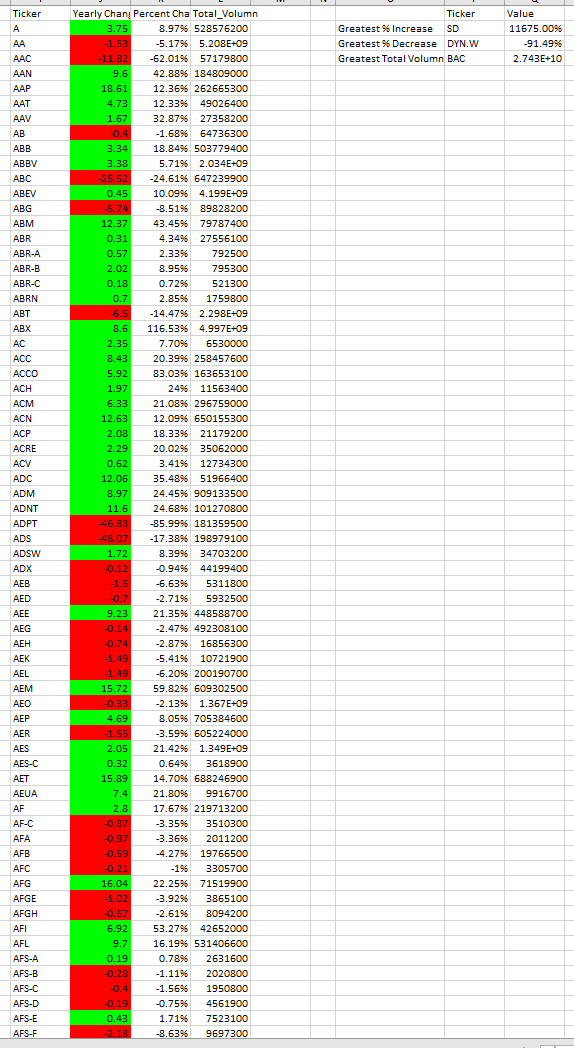 Ticker Yearly Chang Percent Cha Total_Volumn Ticker Value
A 3.75 8.97% 528576200 Greatest % Increase SD 11675.00%
AA -1.53 -5.17% 5.208E+09 Greatest % Decrease DYN.W -91.49%
AAC -11.82 -62.01% 57179800 Greatest Total Volumn BAC 2.743E+10
AAN 9.6 42.88% 184809000
AAP 18.61 12.36% 262665300
AAT 4.73 12.33% 49026400
AAV 1.67 32.87% 27358200
AB -0.4 -1.68% 64736300
ABB 3.34 18.84% 503779400
ABBV 3.38 5.71% 2.034E+09
ABC -25.52 -24.61% 647239900
ABEV 0.45 10.09% 4.199E+09
ABG -5.74 -8.51% 89828200
ABM 12.37 43.45% 79787400
ABR 0.31 4.34% 27556100
ABR-A 0.57 2.33% 792500
ABR-B 2.02 8.95% 795300
ABR-C 0.18 0.72% 521300
ABRN 0.7 2.85% 1759800
ABT -6.5 -14.47% 2.298E+09
ABX 8.6 116.53% 4.997E+09
AC 2.35 7.70% 6530000
ACC 8.43 20.39% 258457600
ACCO 5.92 83.03% 163653100
ACH 1.97 24% 11563400
ACM 6.33 21.08% 296759000
ACN 12.63 12.09% 650155300
ACP 2.08 18.33% 21179200
ACRE 2.29 20.02% 35062000
ACV 0.62 3.41% 12734300
ADC 12.06 35.48% 51966400
ADM 8.97 24.45% 909133500
ADNT 11.6 24.68% 101270800
ADPT -46.88 -85.99% 181359500
ADS -48.07 -17.38% 198979100
ADSW 1.72 8.39% 34703200
ADX -0.12 -0.94% 44199400
AEB -1.6 -6.63% 5311800
AED -0.7 -2.71% 5932500
AEE 9.23 21.35% 448588700
AEG -0.14 -2.47% 492308100
AEH -0.74 -2.87% 16856300
AEK -1.49 -5.41% 10721900
AEL -1.49 -6.20% 200190700
AEM 15.72 59.82% 609302500
AEO -0.33 -2.13% 1.367E+09
AEP 4.69 8.05% 705384600
AER -1.55 -3.59% 605224000
AES 2.05 21.42% 1.349E+09
AES-C 0.32 0.64% 3618900
AET 15.89 14.70% 688246900
AEUA 7.4 21.80% 9916700
AF 2.8 17.67% 219713200
AF-C -0.87 -3.35% 3510300
AFA -0.87 -3.36% 2011200
AFB -0.59 -4.27% 19766500
AFC -0.21 -1% 3305700
AFG 16.04 22.25% 71519900
AFGE -1.02 -3.92% 3865100
AFGH -0.67 -2.61% 8094200
AFI 6.92 53.27% 42652000
AFL 9.7 16.19% 531406600
AFS-A 0.19 0.78% 2631600
AFS-B -0.28 -1.11% 2020800
AFS-C -0.4 -1.56% 1950800
AFS-D -0.19 -0.75% 4561900
AFS-E 0.43 1.71% 7523100
AFS-F -2.18 -8.63% 9697300